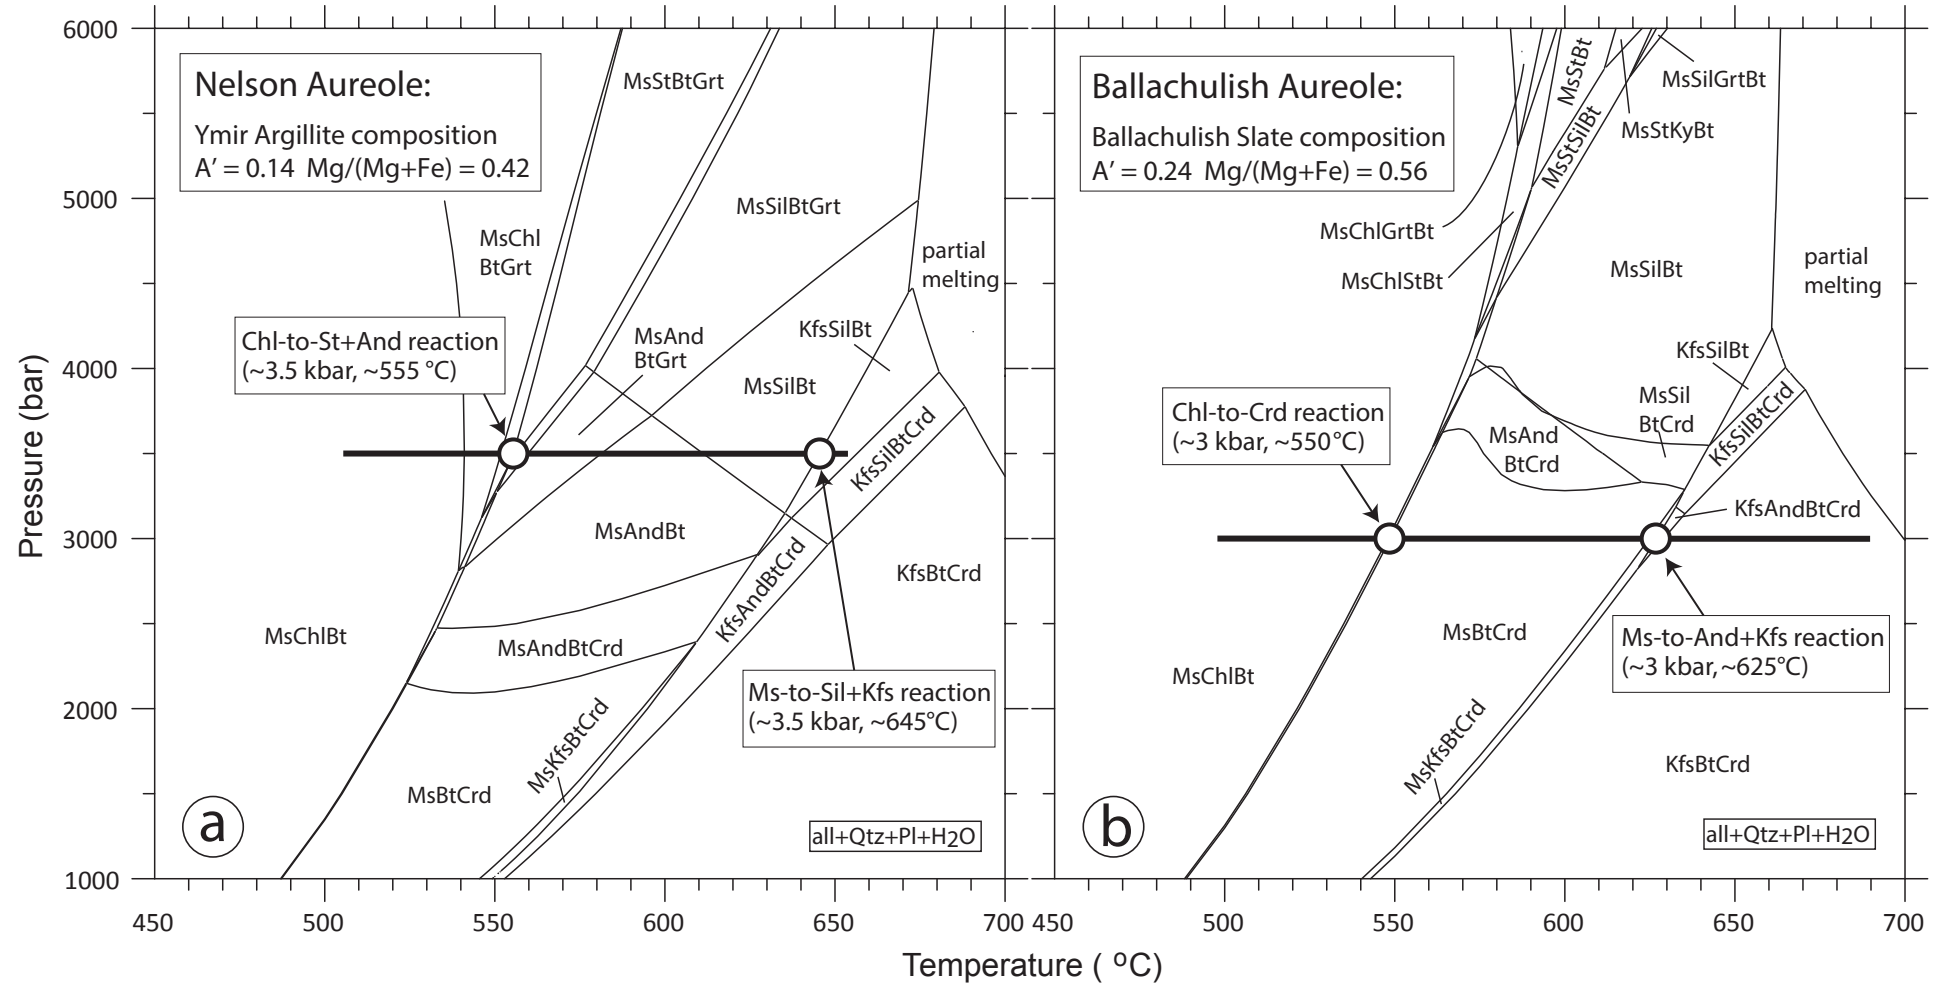 6000
5000
4000
3000
2000
1000
Pressure (bar)
Nelson Aureole:
Ymir Argillite composition
A′ = 0.14 Mg/(Mg+Fe) = 0.42
MsStBtGrt
MsChl
BtGrt
MsSilBtGrt
partial
melting
Chl-to-St+And reaction
(~3.5 kbar, ~555 °C)
MsAnd
BtGrt
KfsSilBt
MsSilBt
KfsSilBtCrd
MsAndBt
KfsAndBtCrd
KfsBtCrd
MsChlBt
MsAndBtCrd
Ms-to-Sil+Kfs reaction
(~3.5 kbar, ~645°C)
MsKfsBtCrd
MsBtCrd
a
all+Qtz+Pl+H2O
450
500
550
600
650
700
Ballachulish Aureole:
Ballachulish Slate composition
A′ = 0.24 Mg/(Mg+Fe) = 0.56
MsStBt
MsSilGrtBt
MsStKyBt
MsStSilBt
MsChlGrtBt
MsChlStBt
MsSilBt
partial
melting
KfsSilBt
Chl-to-Crd reaction
(~3 kbar, ~550°C)
MsSil
BtCrd
MsAnd
BtCrd
KfsSilBtCrd
KfsAndBtCrd
MsBtCrd
Ms-to-And+Kfs reaction
(~3 kbar, ~625°C)
MsChlBt
MsKfsBtCrd
KfsBtCrd
b
all+Qtz+Pl+H2O
450
500
550
600
650
700
Temperature ( °C)